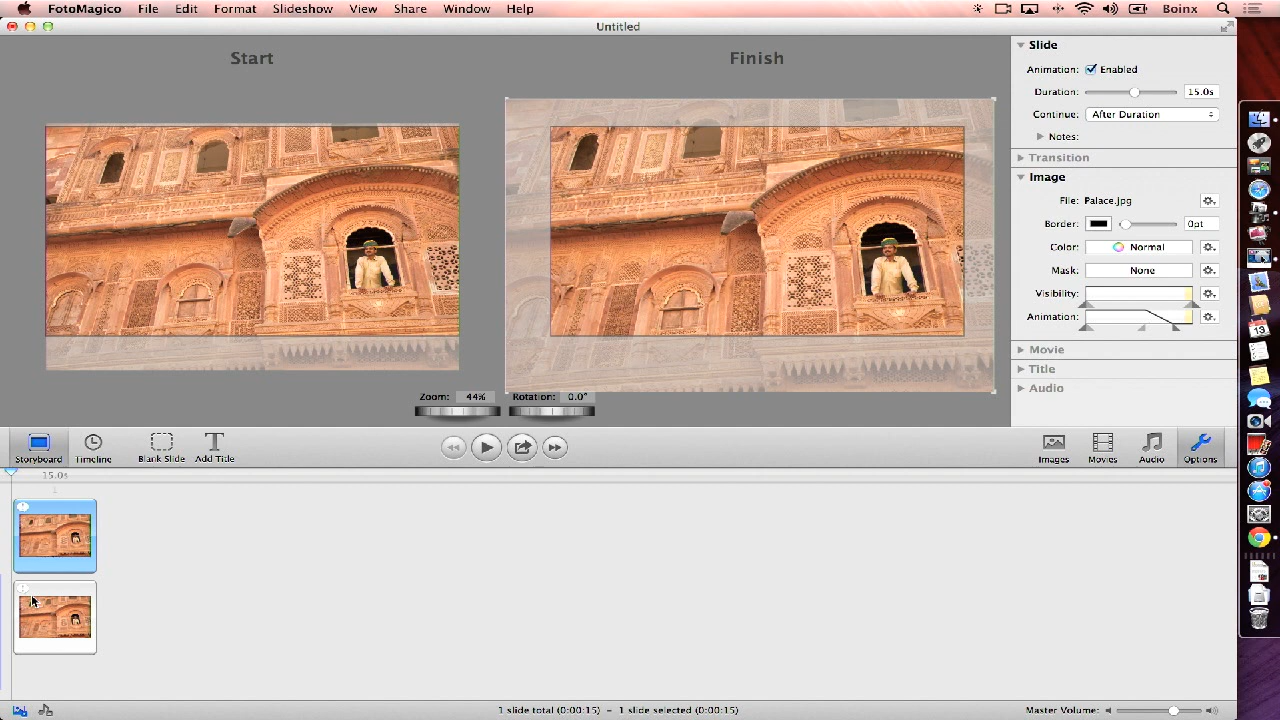 FotoMagico File Edit Format Slideshow View Share Window Help Boinx
Untitled
Start
Finish
Zoom: 44% Rotation: 0.0°
Slide
Animation: Enabled
Duration: 15.0s
Continue: After Duration
Notes:
Transition
Image
File: Palace.jpg
Border: 0pt
Color: Normal
Mask: None
Visibility:
Animation:
Movie
Title
Audio
Storyboard Timeline Blank Slide Add Title Images Movies Audio Options
15.0s
1
1 slide total (0:00:15) – 1 slide selected (0:00:15) Master Volume:
13